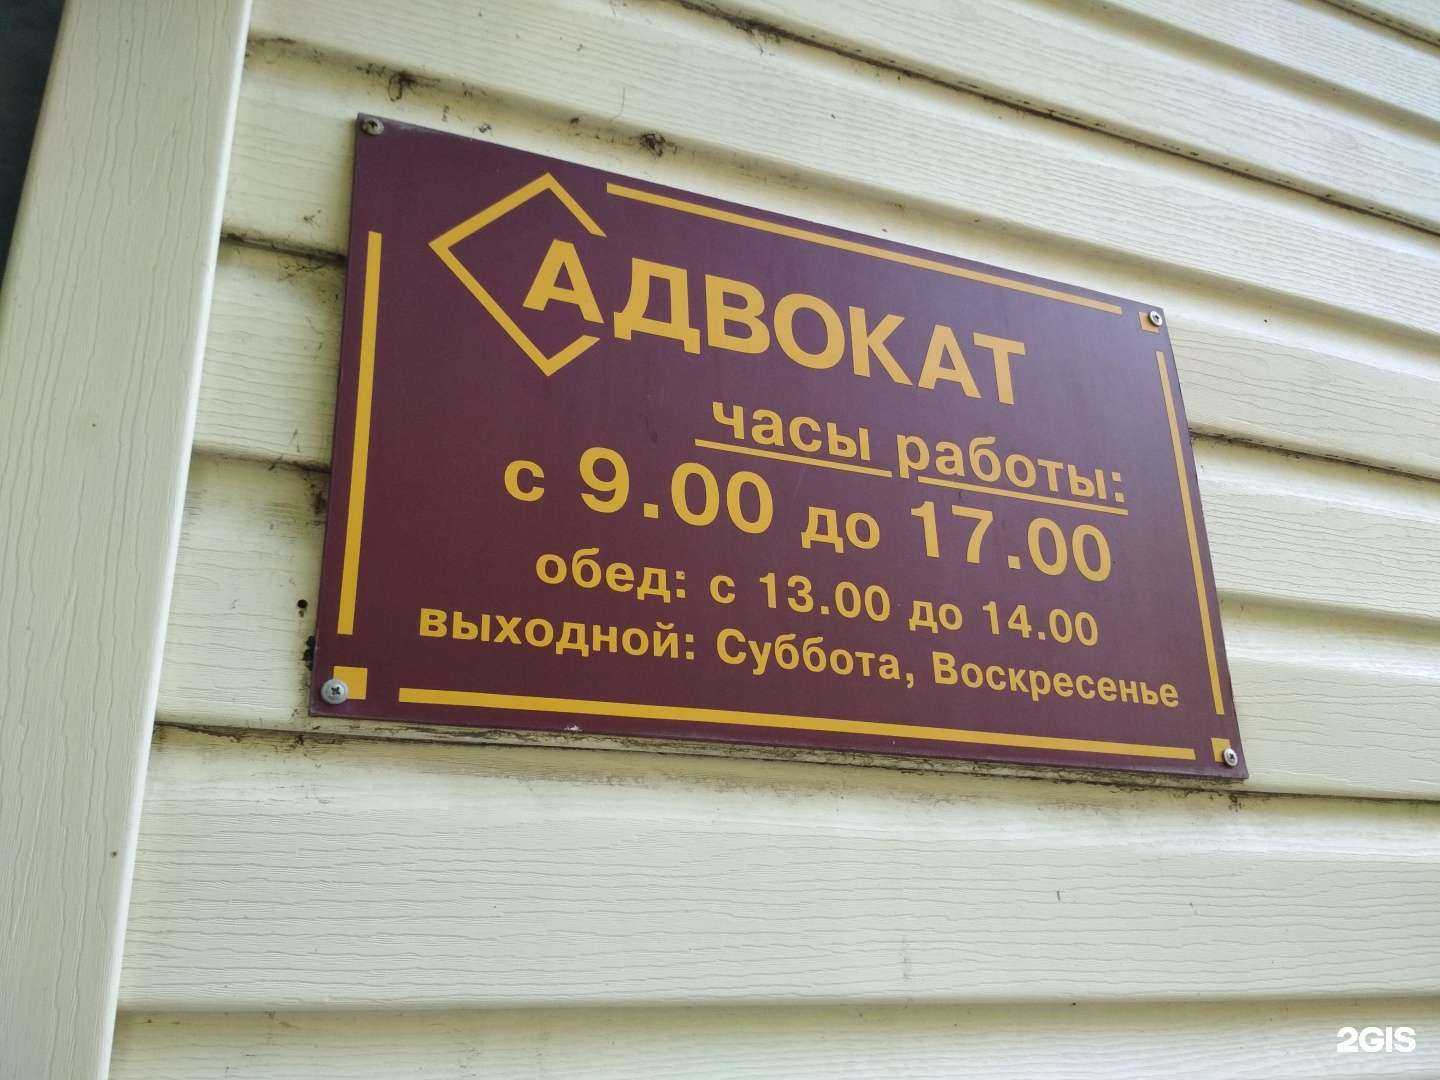 АДВОКАТ
часы работы:
с 9.00 до 17.00
обед: с 13.00 до 14.00
выходной: Суббота, Воскресенье
2GIS